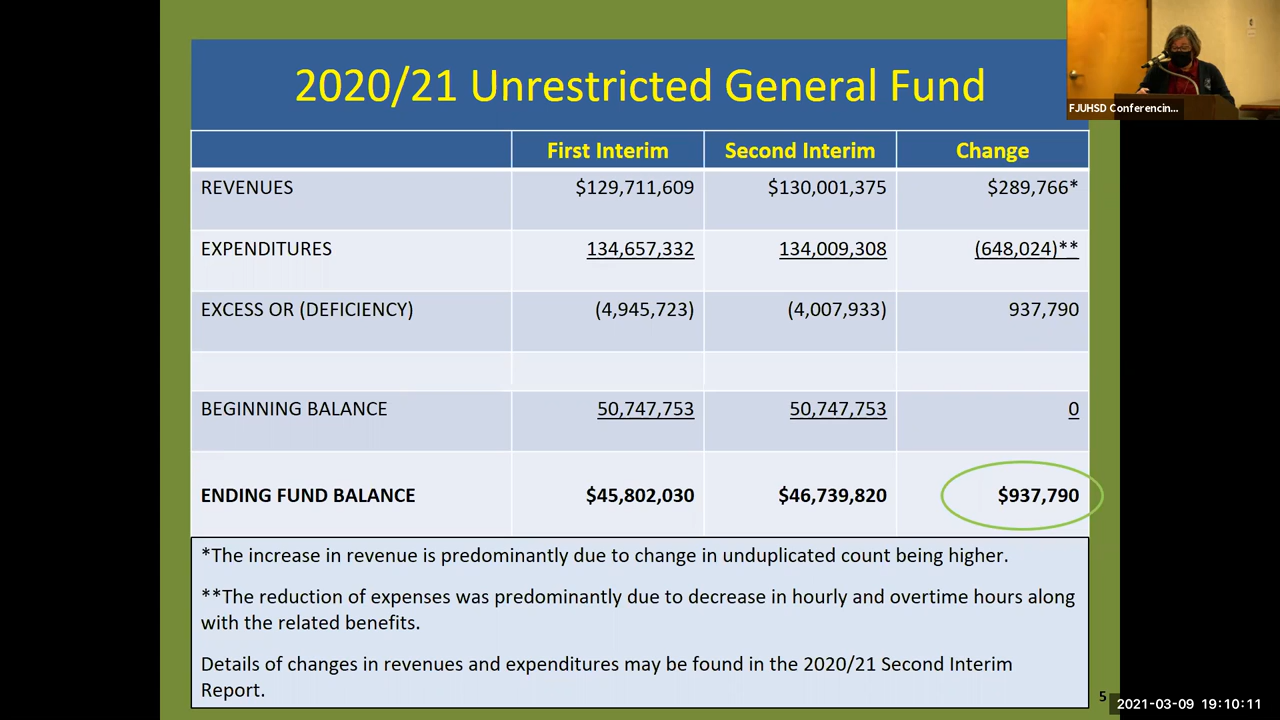 2020/21 Unrestricted General Fund
FJUHSD Conferencin...
First Interim Second Interim Change
REVENUES $129,711,609 $130,001,375 $289,766*
EXPENDITURES 134,657,332 134,009,308 (648,024)**
EXCESS OR (DEFICIENCY) (4,945,723) (4,007,933) 937,790
BEGINNING BALANCE 50,747,753 50,747,753 0
ENDING FUND BALANCE $45,802,030 $46,739,820 $937,790
*The increase in revenue is predominantly due to change in unduplicated count being higher.
**The reduction of expenses was predominantly due to decrease in hourly and overtime hours along
with the related benefits.
Details of changes in revenues and expenditures may be found in the 2020/21 Second Interim
Report.
5
2021-03-09 19:10:11